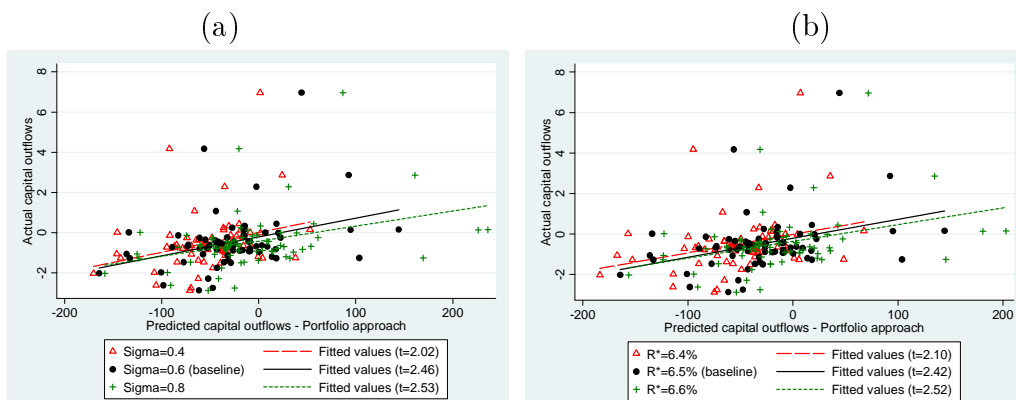 (a)
Actual capital outflows
8
6
4
2
0
-2
-200
-100
0
100
200
Predicted capital outflows - Portfolio approach
Sigma=0.4
Fitted values (t=2.02)
Sigma=0.6 (baseline)
Fitted values (t=2.46)
Sigma=0.8
Fitted values (t=2.53)
(b)
Actual capital outflows
8
6
4
2
0
-2
-200
-100
0
100
200
Predicted capital outflows - Portfolio approach
R*=6.4%
Fitted values (t=2.10)
R*=6.5% (baseline)
Fitted values (t=2.42)
R*=6.6%
Fitted values (t=2.52)